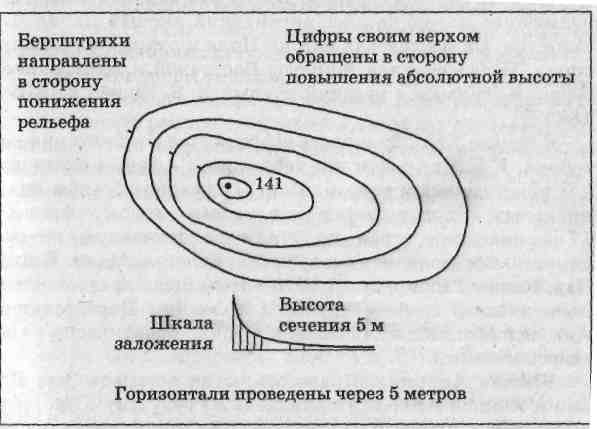 Бергштрихи
направлены
в сторону
понижения
рельефа
Цифры своим верхом
обращены в сторону
повышения абсолютной высоты
141
Шкала
заложения
Высота
сечения 5 м
Горизонтали проведены через 5 метров